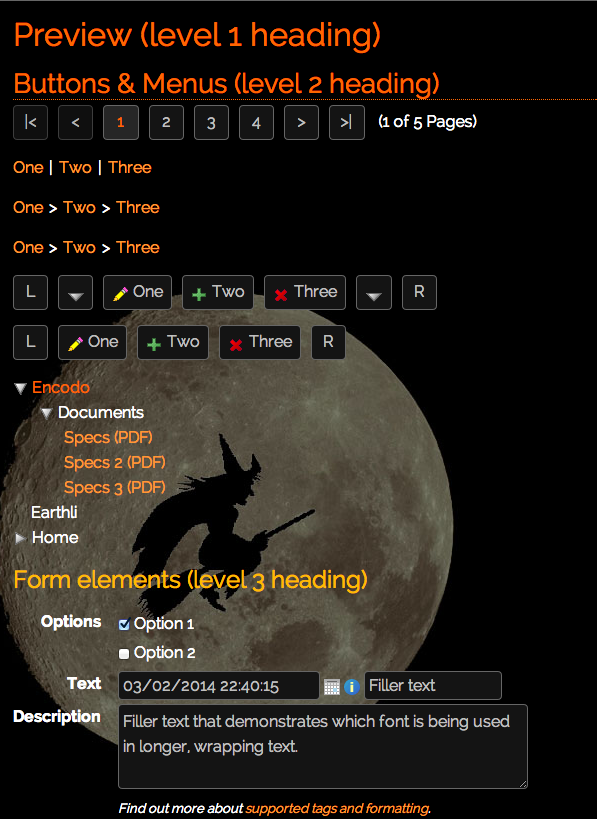 Preview (level 1 heading)
Buttons & Menus (level 2 heading)
|< < 1 2 3 4 > >| (1 of 5 Pages)
One | Two | Three
One > Two > Three
One > Two > Three
L One Two Three R
L One Two Three R
Encodo
Documents
Specs (PDF)
Specs 2 (PDF)
Specs 3 (PDF)
Earthli
Home
Form elements (level 3 heading)
Options Option 1
Option 2
Text 03/02/2014 22:40:15 Filler text
Description Filler text that demonstrates which font is being used
in longer, wrapping text.
Find out more about supported tags and formatting.